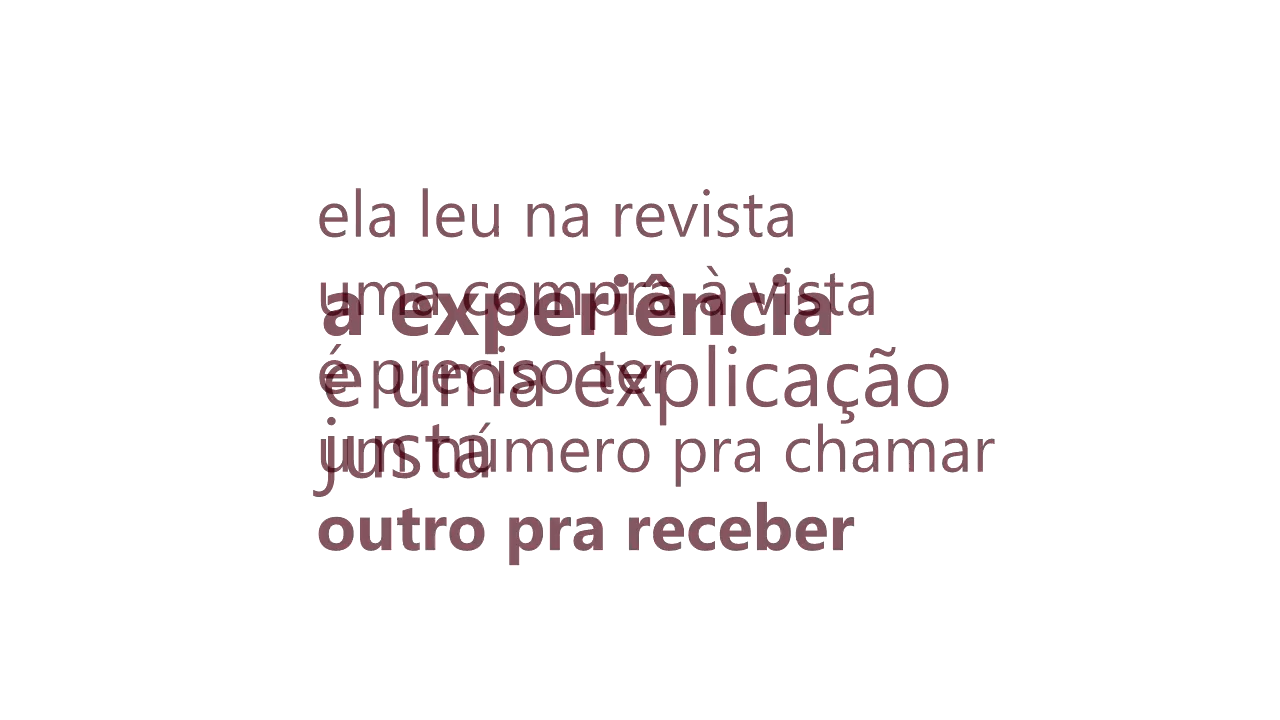 ela leu na revista
uma compra à vista
a experiência
é preciso ter
é uma explicação
um número pra chamar
justa
outro pra receber